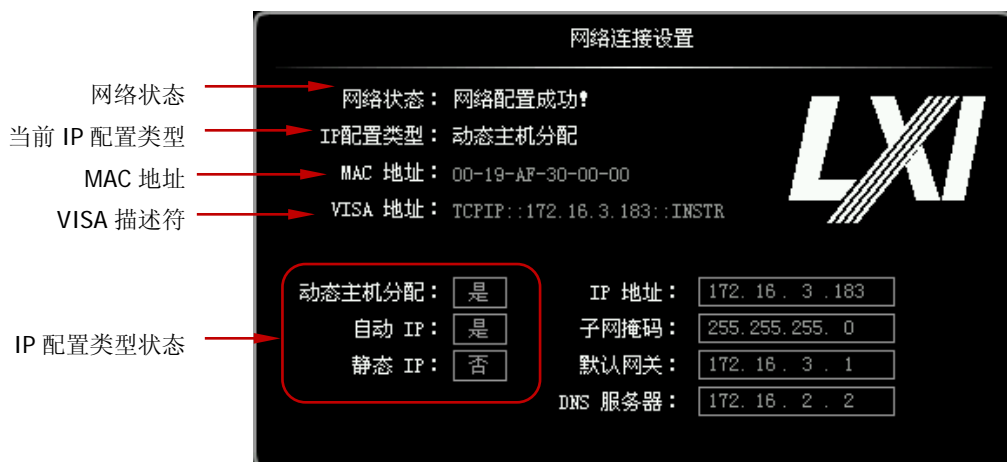 网络连接设置
网络状态
网络状态: 网络配置成功!
当前 IP 配置类型
IP配置类型: 动态主机分配
MAC 地址
MAC 地址: 00-19-AF-30-00-00
VISA 描述符
VISA 地址: TCPIP::172.16.3.183::INSTR
LXI
IP 配置类型状态
动态主机分配: 是
自动 IP: 是
静态 IP: 否
IP 地址: 172. 16 . 3 .183
子网掩码: 255.255.255. 0
默认网关: 172. 16 . 3 . 1
DNS 服务器: 172. 16 . 2 . 2